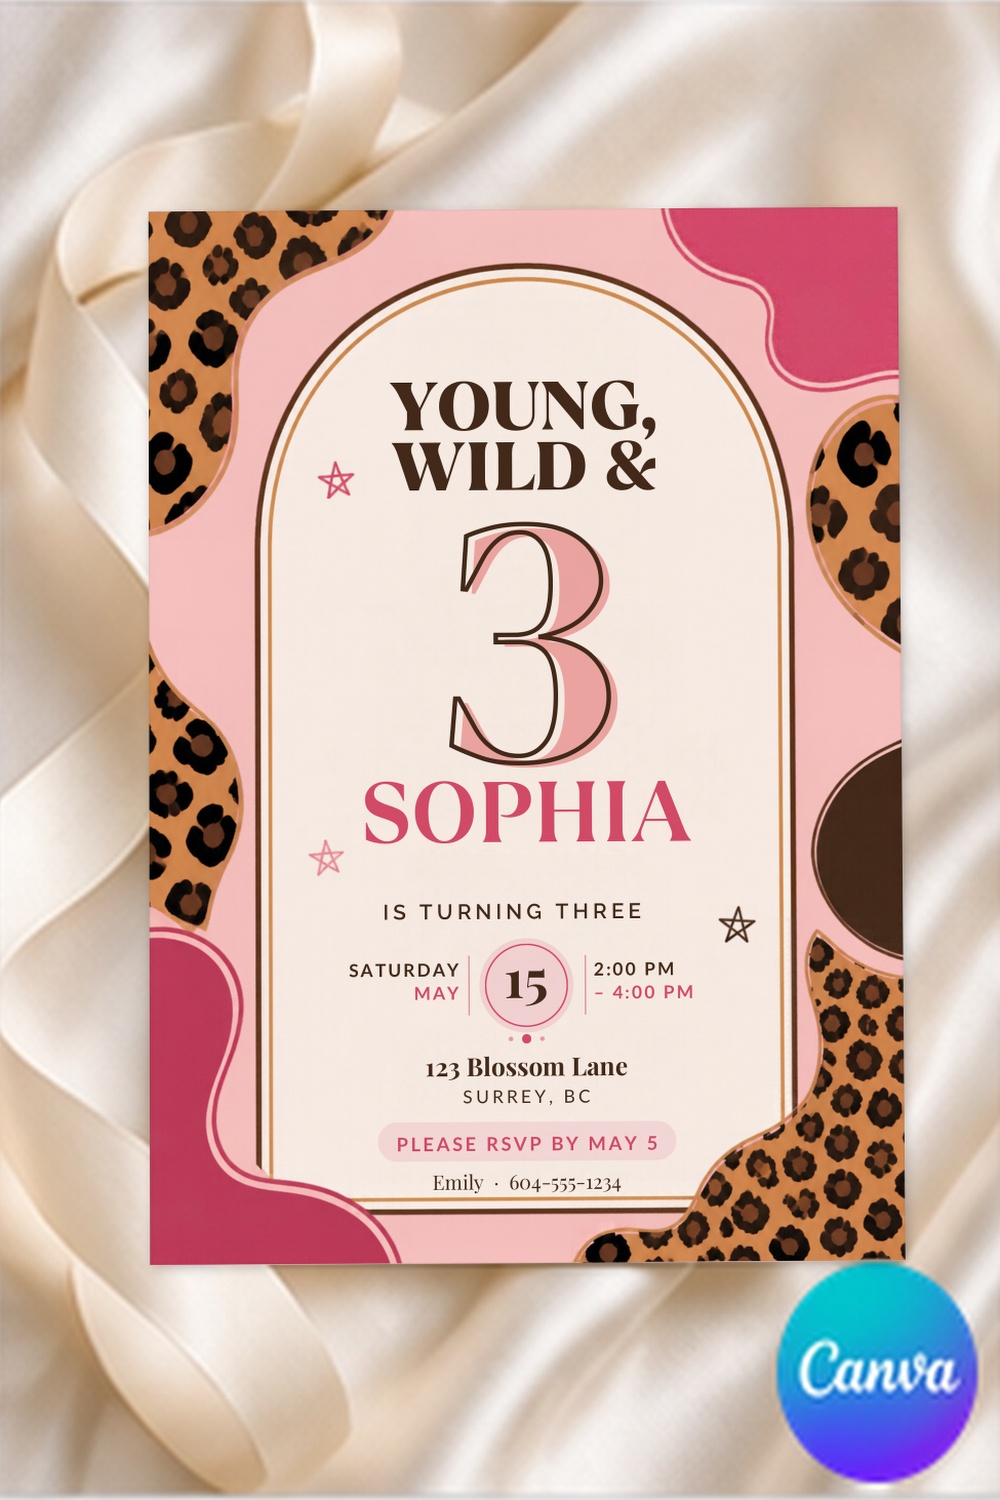 YOUNG,
WILD &
3
SOPHIA
IS TURNING THREE
SATURDAY
MAY
15
2:00 PM
– 4:00 PM
123 Blossom Lane
SURREY, BC
PLEASE RSVP BY MAY 5
Emily · 604-555-1234
Canva